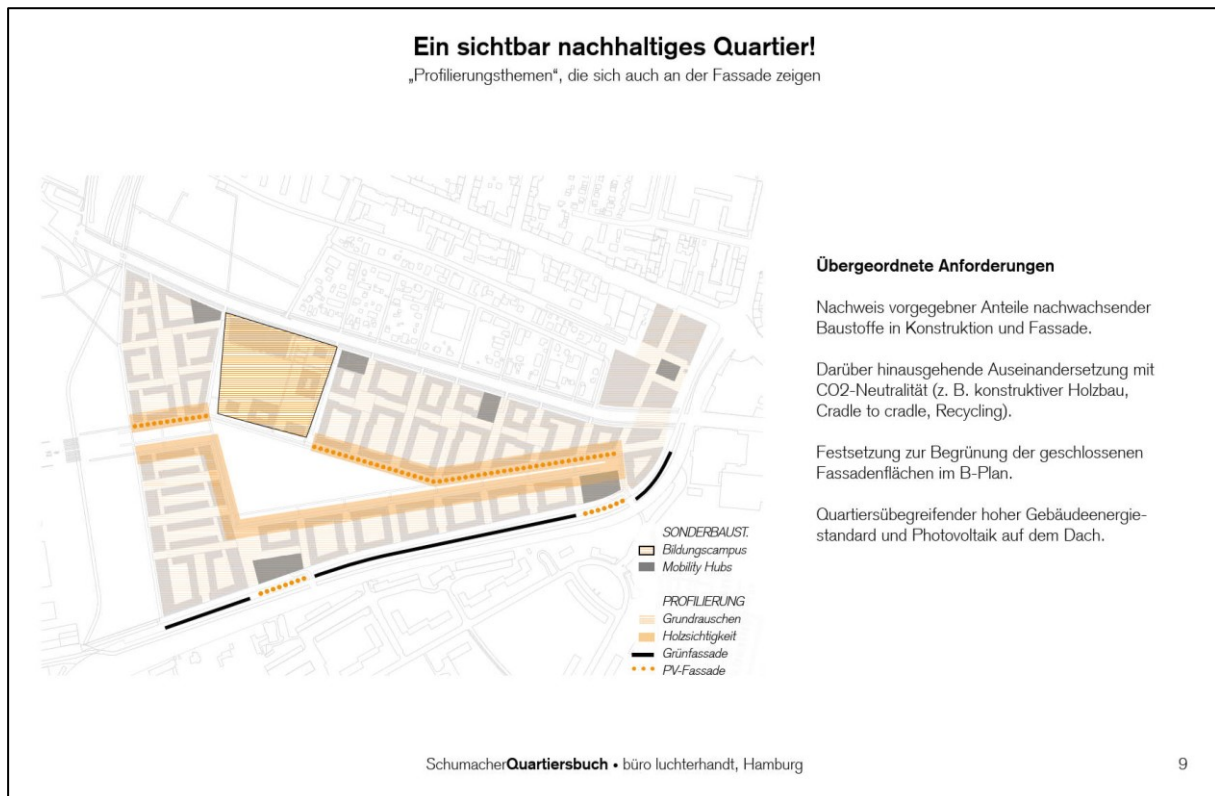 Ein sichtbar nachhaltiges Quartier!
„Profilierungsthemen“, die sich auch an der Fassade zeigen
Übergeordnete Anforderungen
Nachweis vorgegebner Anteile nachwachsender
Baustoffe in Konstruktion und Fassade.
Darüber hinausgehende Auseinandersetzung mit
CO2-Neutralität (z. B. konstruktiver Holzbau,
Cradle to cradle, Recycling).
Festsetzung zur Begrünung der geschlossenen
Fassadenflächen im B-Plan.
Quartiersübegreifender hoher Gebäudeenergie-
standard und Photovoltaik auf dem Dach.
SONDERBAUST.
Bildungscampus
Mobility Hubs
PROFILIERUNG
Grundrauschen
Holzsichtigkeit
Grünfassade
PV-Fassade
SchumacherQuartiersbuch • büro luchterhandt, Hamburg
9